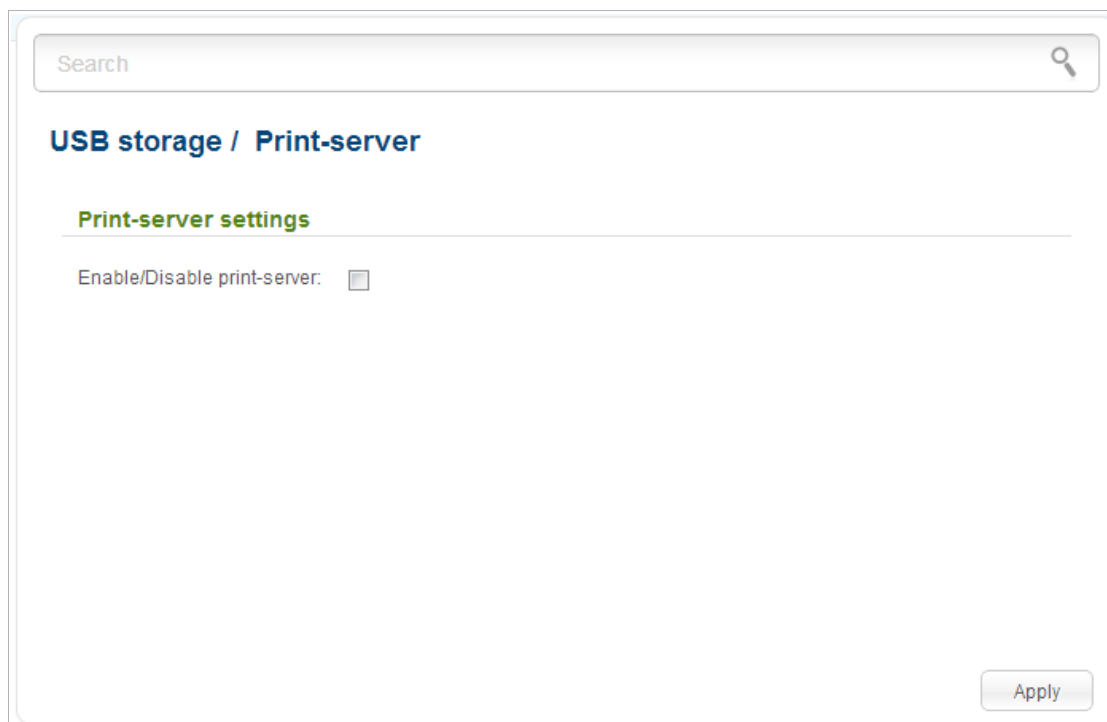 Search
USB storage / Print-server
Print-server settings
Enable/Disable print-server:
Apply